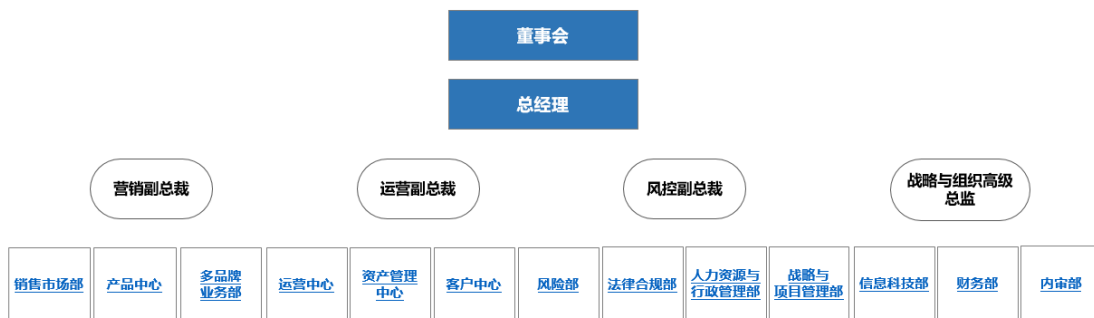 董事会
总经理
营销副总裁
运营副总裁
风控副总裁
战略与组织高级
总监
销售市场部
产品中心
多品牌
业务部
运营中心
资产管理
中心
客户中心
风险部
法律合规部
人力资源与
行政管理部
战略与
项目管理部
信息科技部
财务部
内审部